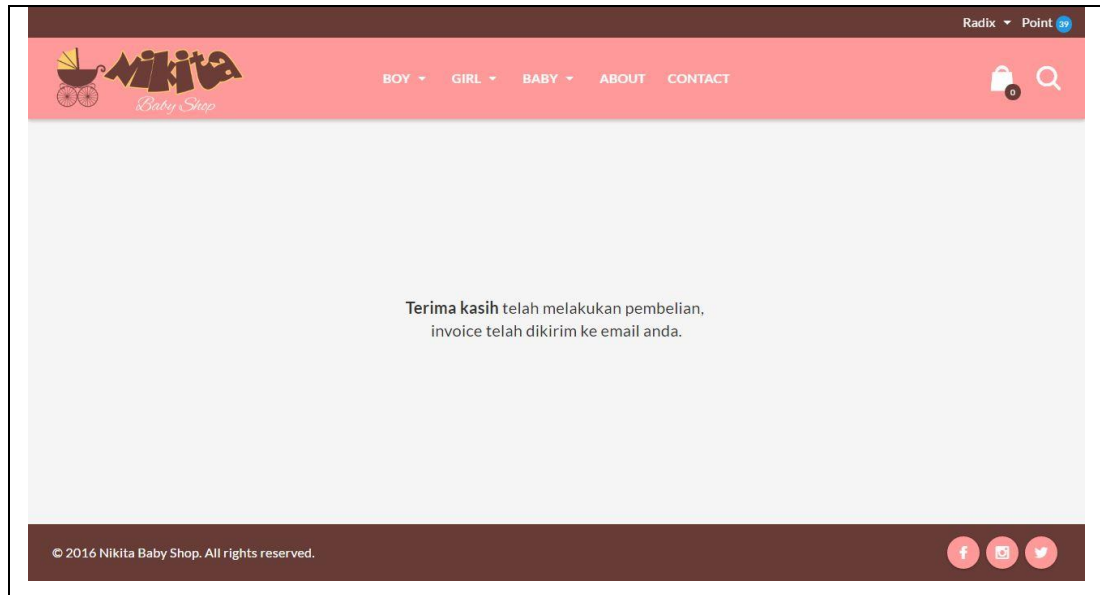 Radix Point 39
Nikita
Baby Shop
BOY GIRL BABY ABOUT CONTACT
0
Terima kasih telah melakukan pembelian,
invoice telah dikirim ke email anda.
© 2016 Nikita Baby Shop. All rights reserved.